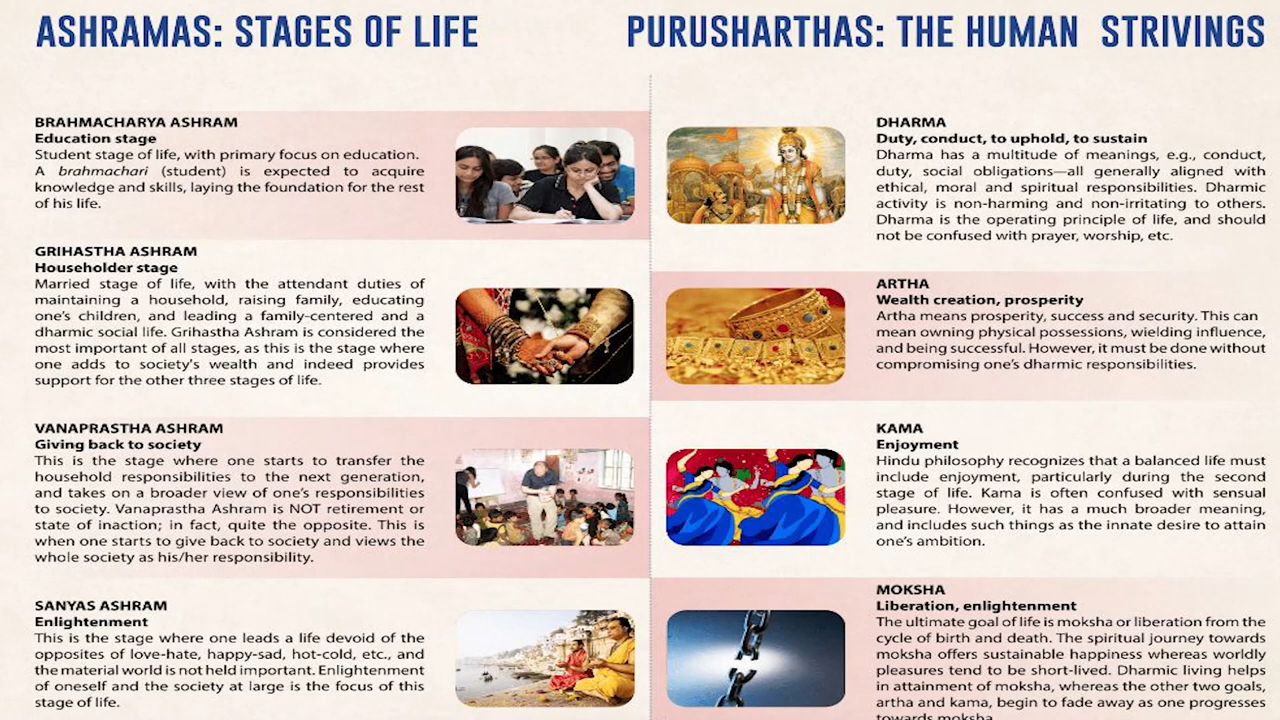 ASHRAMAS: STAGES OF LIFE
BRAHMACHARYA ASHRAM
Education stage
Student stage of life, with primary focus on education.
A brahmachari (student) is expected to acquire
knowledge and skills, laying the foundation for the rest
of his life.
GRIHASTHA ASHRAM
Householder stage
Married stage of life, with the attendant duties of
maintaining a household, raising family, educating
one's children, and leading a family-centered and a
dharmic social life. Grihastha Ashram is considered the
most important of all stages, as this is the stage where
one adds to society's wealth and indeed provides
support for the other three stages of life.
VANAPRASTHA ASHRAM
Giving back to society
This is the stage where one starts to transfer the
household responsibilities to the next generation,
and takes on a broader view of one's responsibilities
to society. Vanaprastha Ashram is NOT retirement or
state of inaction; in fact, quite the opposite. This is
when one starts to give back to society and views the
whole society as his/her responsibility.
SANYAS ASHRAM
Enlightenment
This is the stage where one leads a life devoid of the
opposites of love-hate, happy-sad, hot-cold, etc., and
the material world is not held important. Enlightenment
of oneself and the society at large is the focus of this
stage of life.
PURUSHARTHAS: THE HUMAN STRIVINGS
DHARMA
Duty, conduct, to uphold, to sustain
Dharma has a multitude of meanings, e.g., conduct,
duty, social obligations—all generally aligned with
ethical, moral and spiritual responsibilities. Dharmic
activity is non-harming and non-irritating to others.
Dharma is the operating principle of life, and should
not be confused with prayer, worship, etc.
ARTHA
Wealth creation, prosperity
Artha means prosperity, success and security. This can
mean owning physical possessions, wielding influence,
and being successful. However, it must be done without
compromising one's dharmic responsibilities.
KAMA
Enjoyment
Hindu philosophy recognizes that a balanced life must
include enjoyment, particularly during the second
stage of life. Kama is often confused with sensual
pleasure. However, it has a much broader meaning,
and includes such things as the innate desire to attain
one's ambition.
MOKSHA
Liberation, enlightenment
The ultimate goal of life is moksha or liberation from the
cycle of birth and death. The spiritual journey towards
moksha offers sustainable happiness whereas worldly
pleasures tend to be short-lived. Dharmic living helps
in attainment of moksha, whereas the other two goals,
artha and kama, begin to fade away as one progresses
towards moksha.